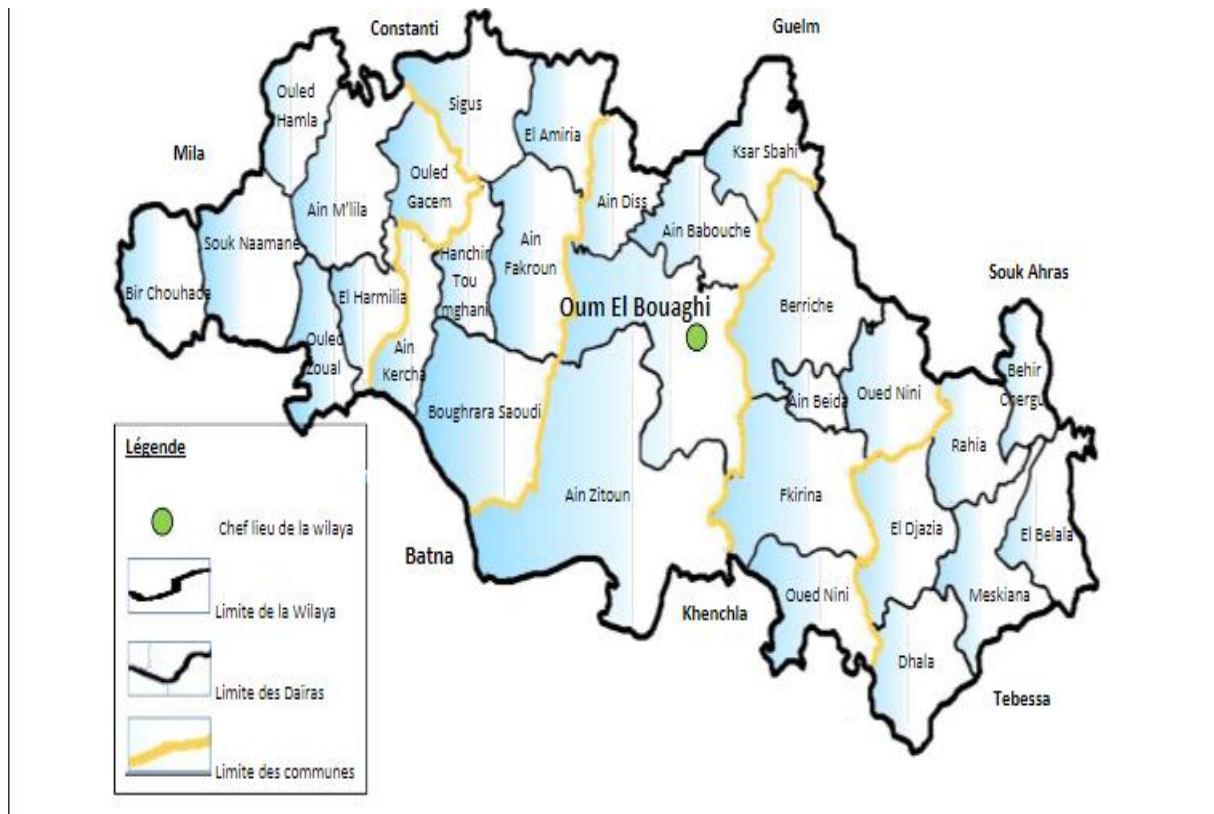 Constanti
Guelm
Ouled
Hamla
Sigus
El Amiria
Ksar Sbahi
Mila
Ouled
Gacem
Ain M'lila
Ain Diss
Ain Babouche
Souk Naamane
Ain
Fakroun
Hanchir
Tou
mghani
Souk Ahras
Bir Chouhada
El Harmilia
Oum El Bouaghi
Berriche
Ouled
Zoual
Ain
Kercha
Behir
Chergu
Ain Beida
Oued Nini
Boughrara Saoudi
Rahia
Légende
Ain Zitoun
Fkirina
El Djazia
El Belala
Chef lieu de la wilaya
Batna
Oued Nini
Meskiana
Limite de la Wilaya
Khenchla
Dhala
Limite des Daïras
Tebessa
Limite des communes